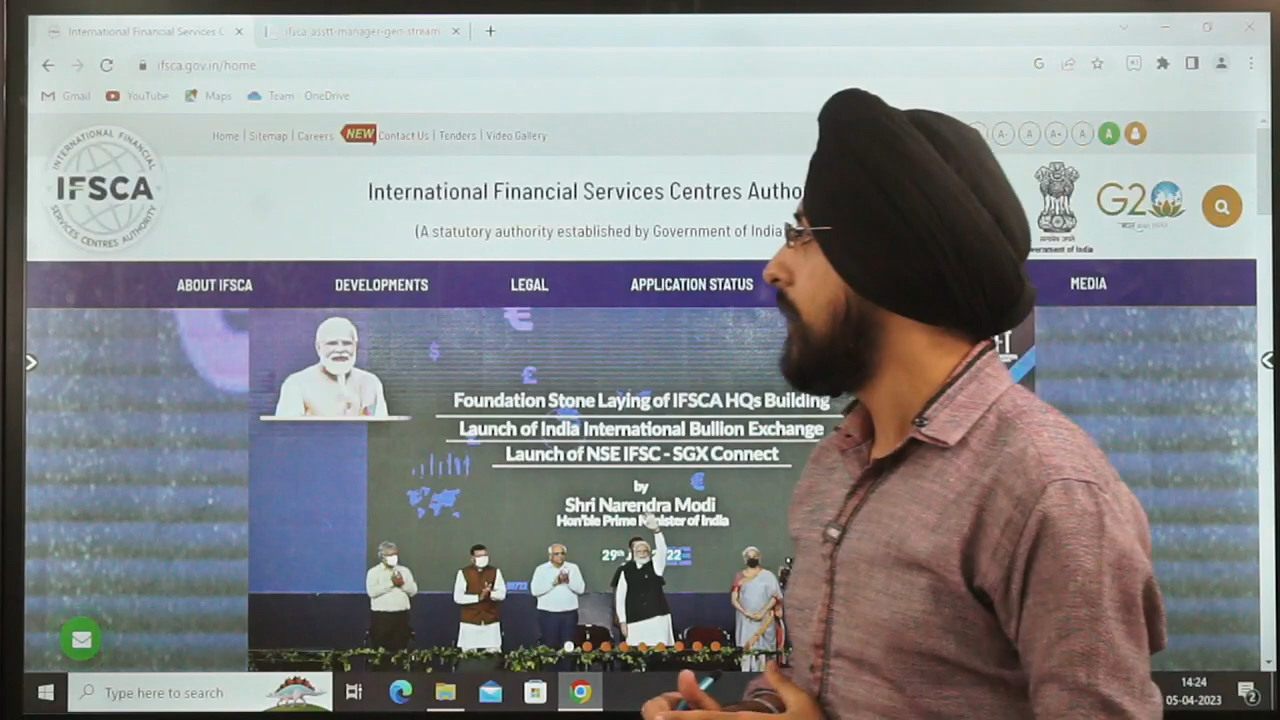 International Financial Services C
ifsca-asstt-manager-gen-stream
ifsca.gov.in/home
Gmail
YouTube
Maps
Team
OneDrive
Home | Sitemap | Careers NEW Contact Us | Tenders | Video Gallery
A- A A+ A A
INTERNATIONAL FINANCIAL
IFSCA
SERVICES CENTRES AUTHORITY
International Financial Services Centres Autho
(A statutory authority established by Government of India
G20
ABOUT IFSCA
DEVELOPMENTS
LEGAL
APPLICATION STATUS
MEDIA
Foundation Stone Laying of IFSCA HQs Building
Launch of India International Bullion Exchange
Launch of NSE IFSC - SGX Connect
by
Shri Narendra Modi
Hon'ble Prime Minister of India
Type here to search
14:24
05-04-2023
2